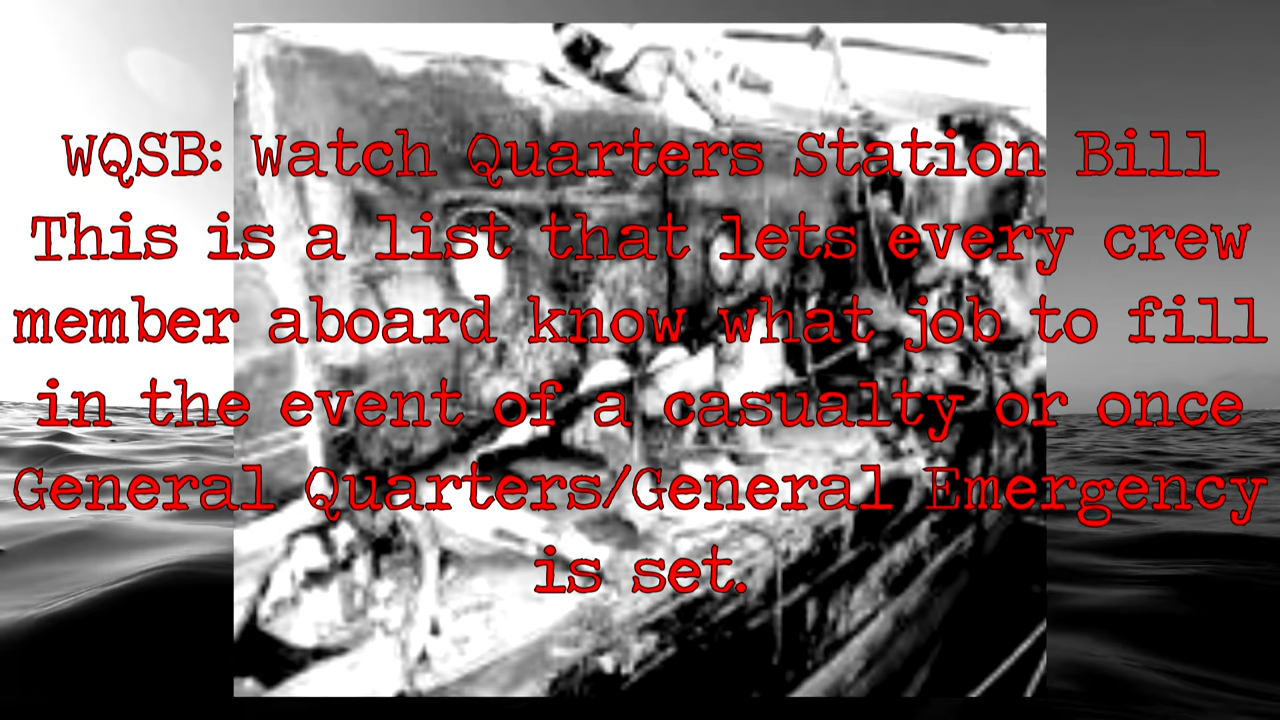 WQSB: Watch Quarters Station Bill
This is a list that lets every crew
member aboard know what job to fill
in the event of a casualty or once
General Quarters/General Emergency
is set.